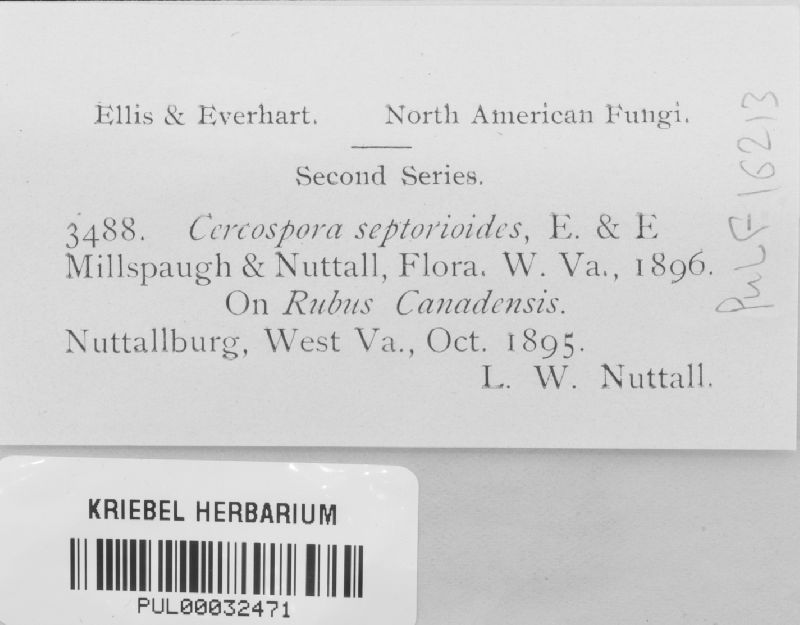 Ellis & Everhart. North American Fungi.
Second Series.
3488. Cercospora septorioides, E. & E
Millspaugh & Nuttall, Flora. W. Va., 1896.
On Rubus Canadensis.
Nuttallburg, West Va., Oct. 1895.
L. W. Nuttall.
PULF 16213
KRIEBEL HERBARIUM
PUL00032471